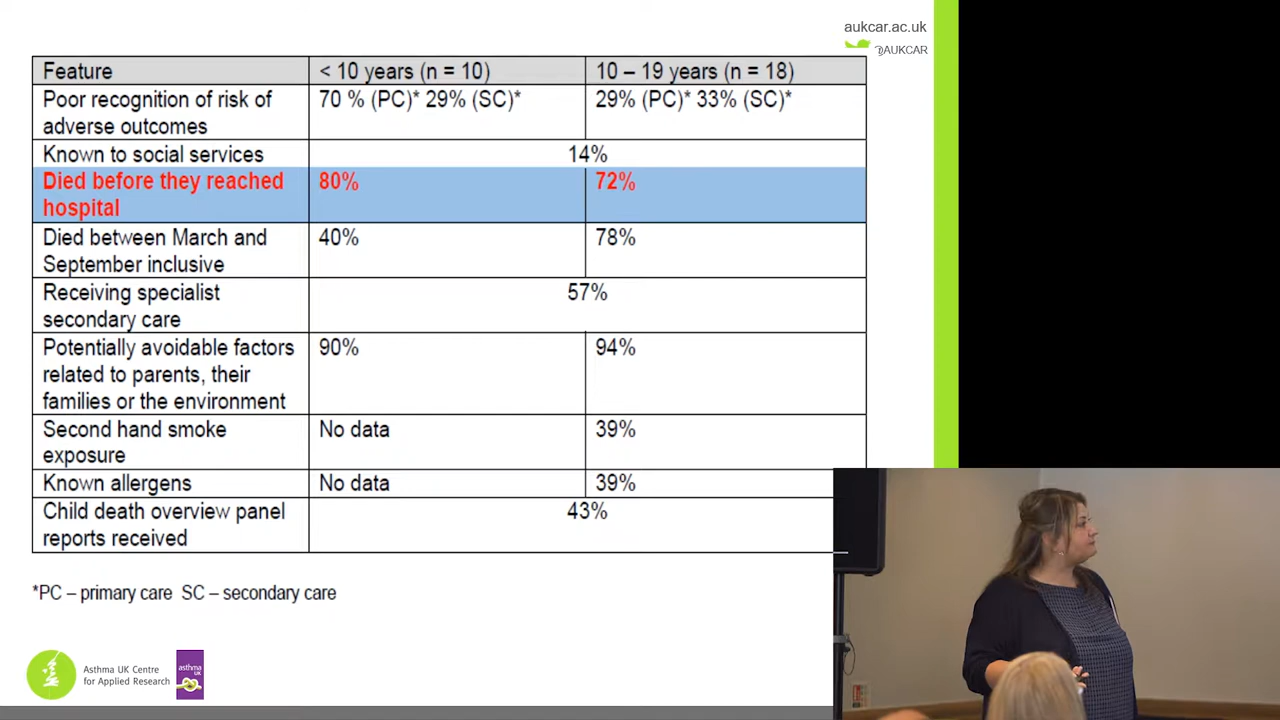 aukcar.ac.uk
@AUKCAR
Feature < 10 years (n = 10) 10 – 19 years (n = 18)
Poor recognition of risk of 70 % (PC)* 29% (SC)* 29% (PC)* 33% (SC)*
adverse outcomes
Known to social services 14%
Died before they reached 80% 72%
hospital
Died between March and 40% 78%
September inclusive
Receiving specialist 57%
secondary care
Potentially avoidable factors 90% 94%
related to parents, their
families or the environment
Second hand smoke No data 39%
exposure
Known allergens No data 39%
Child death overview panel 43%
reports received
*PC – primary care SC – secondary care
Asthma UK Centre
for Applied Research
asthma
UK